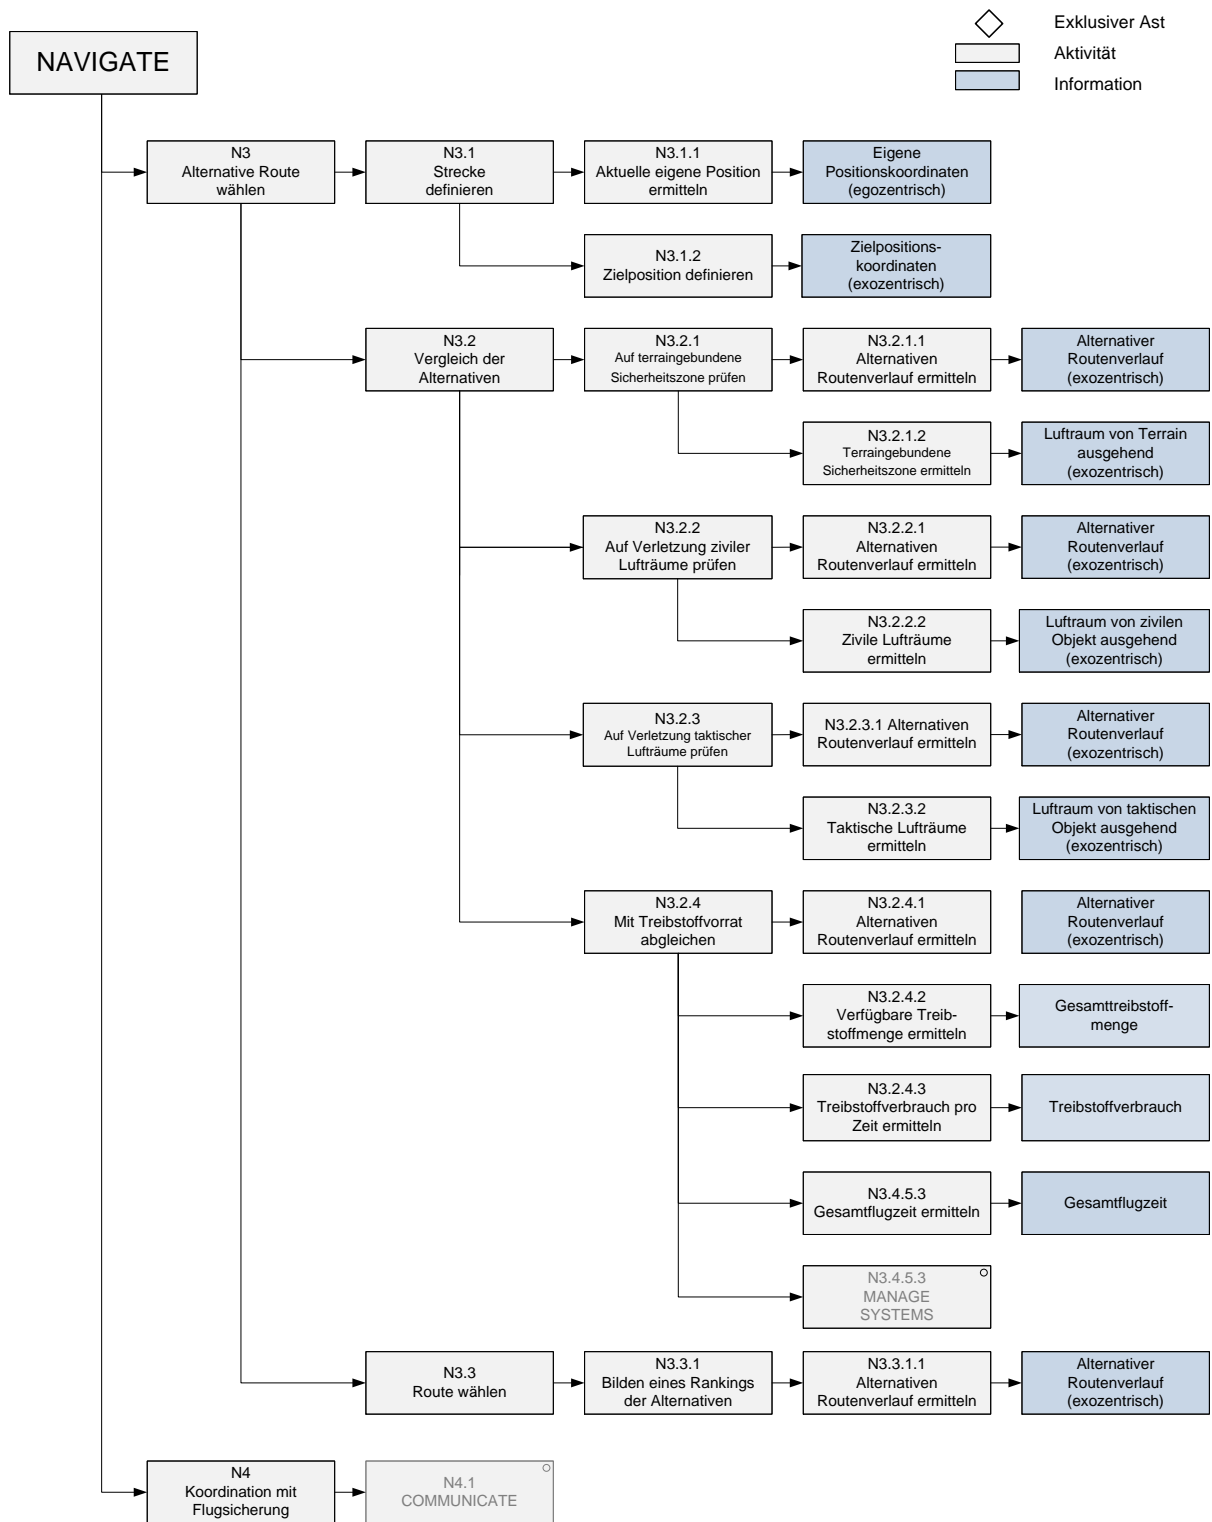 Exklusiver Ast
Aktivität
Information
NAVIGATE
N3
Alternative Route
wählen
N3.1
Strecke
definieren
N3.1.1
Aktuelle eigene Position
ermitteln
Eigene
Positionskoordinaten
(egozentrisch)
N3.1.2
Zielposition definieren
Zielpositions-
koordinaten
(exozentrisch)
N3.2
Vergleich der
Alternativen
N3.2.1
Auf terraingebundene
Sicherheitszone prüfen
N3.2.1.1
Alternativen
Routenverlauf ermitteln
Alternativer
Routenverlauf
(exozentrisch)
N3.2.1.2
Terraingebundene
Sicherheitszone ermitteln
Luftraum von Terrain
ausgehend
(exozentrisch)
N3.2.2
Auf Verletzung ziviler
Lufträume prüfen
N3.2.2.1
Alternativen
Routenverlauf ermitteln
Alternativer
Routenverlauf
(exozentrisch)
N3.2.2.2
Zivile Lufträume
ermitteln
Luftraum von zivilen
Objekt ausgehend
(exozentrisch)
N3.2.3
Auf Verletzung taktischer
Lufträume prüfen
N3.2.3.1 Alternativen
Routenverlauf ermitteln
Alternativer
Routenverlauf
(exozentrisch)
N3.2.3.2
Taktische Lufträume
ermitteln
Luftraum von taktischen
Objekt ausgehend
(exozentrisch)
N3.2.4
Mit Treibstoffvorrat
abgleichen
N3.2.4.1
Alternativen
Routenverlauf ermitteln
Alternativer
Routenverlauf
(exozentrisch)
N3.2.4.2
Verfügbare Treib-
stoffmenge ermitteln
Gesamttreibstoff-
menge
N3.2.4.3
Treibstoffverbrauch pro
Zeit ermitteln
Treibstoffverbrauch
N3.4.5.3
Gesamtflugzeit ermitteln
Gesamtflugzeit
N3.4.5.3
MANAGE
SYSTEMS
N3.3
Route wählen
N3.3.1
Bilden eines Rankings
der Alternativen
N3.3.1.1
Alternativen
Routenverlauf ermitteln
Alternativer
Routenverlauf
(exozentrisch)
N4
Koordination mit
Flugsicherung
N4.1
COMMUNICATE